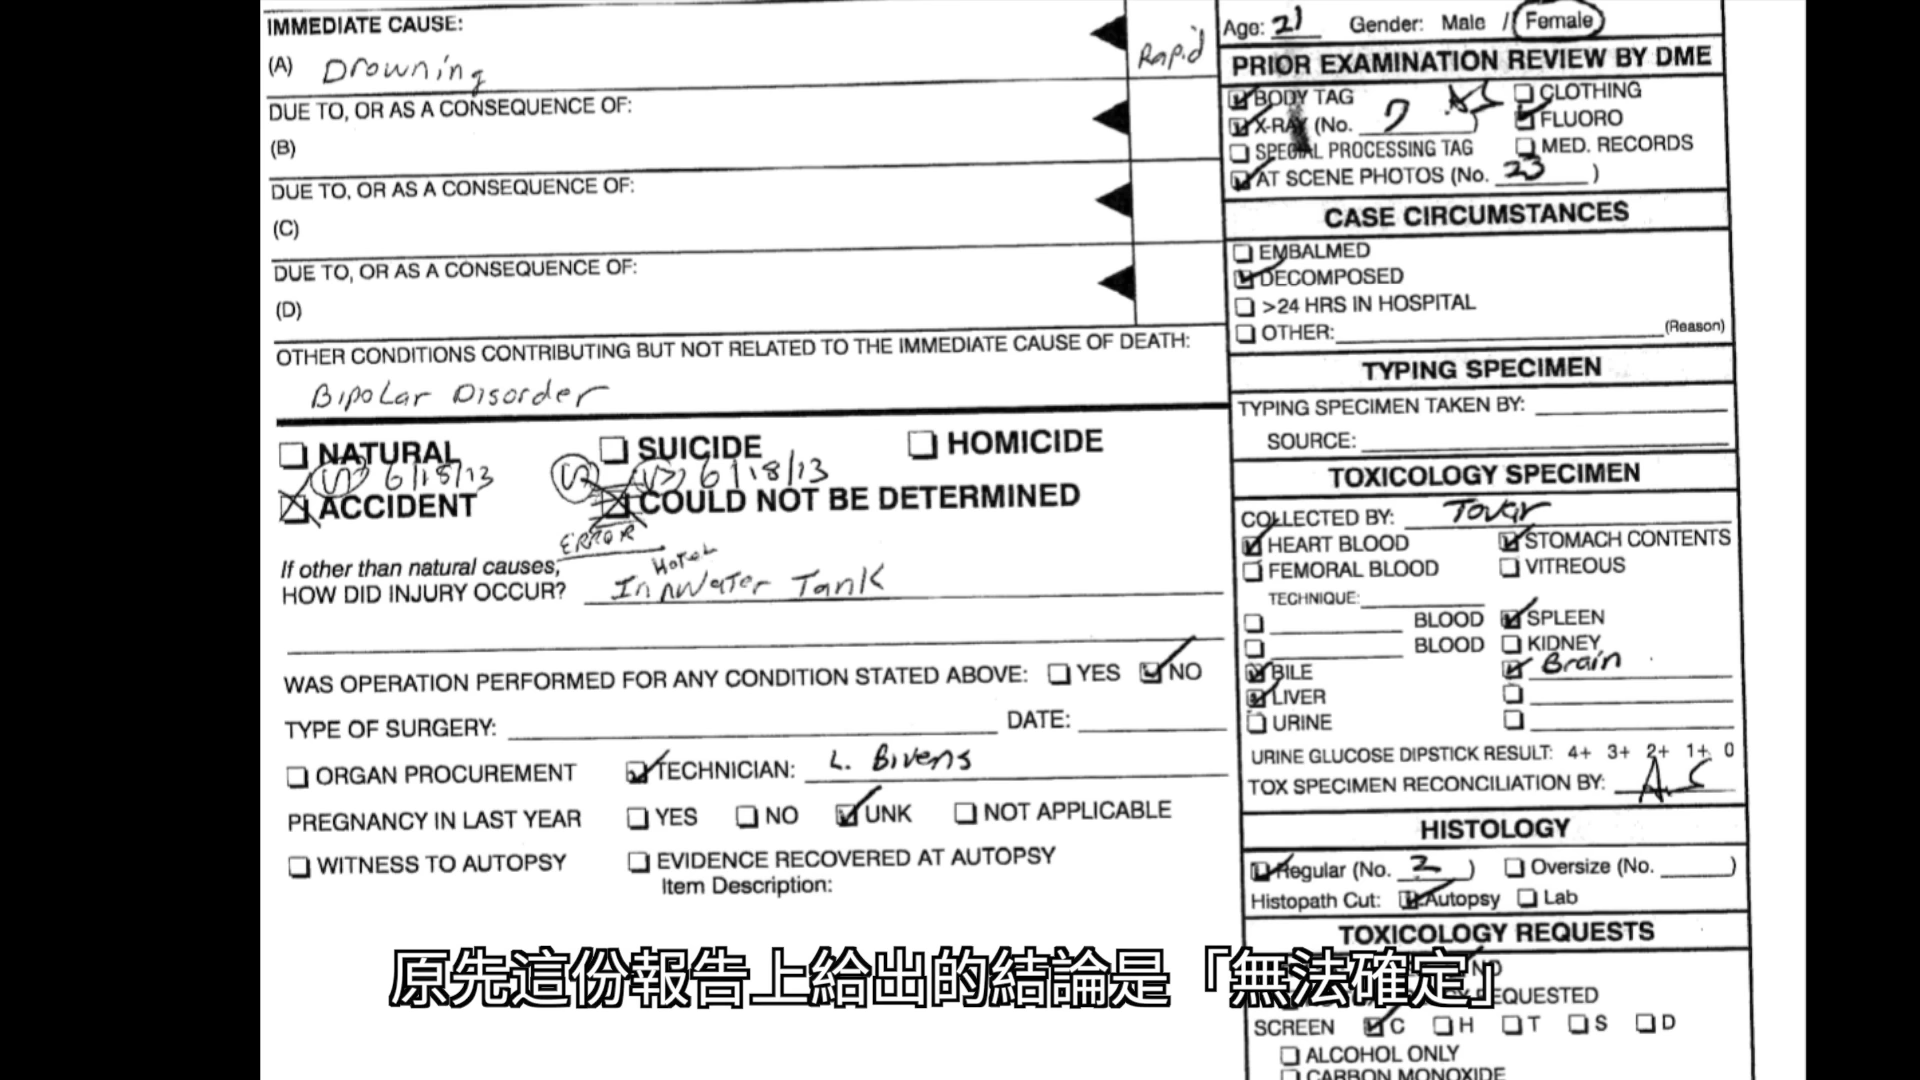 IMMEDIATE CAUSE:
(A) Drowning
Rapid
DUE TO, OR AS A CONSEQUENCE OF:
(B)
DUE TO, OR AS A CONSEQUENCE OF:
(C)
DUE TO, OR AS A CONSEQUENCE OF:
(D)
OTHER CONDITIONS CONTRIBUTING BUT NOT RELATED TO THE IMMEDIATE CAUSE OF DEATH:
Bipolar Disorder
NATURAL SUICIDE HOMICIDE
6/18/13 6/18/13
ACCIDENT COULD NOT BE DETERMINED
ERROR
If other than natural causes,
Hotel
HOW DID INJURY OCCUR? In Water Tank
WAS OPERATION PERFORMED FOR ANY CONDITION STATED ABOVE: YES NO
TYPE OF SURGERY: DATE:
ORGAN PROCUREMENT TECHNICIAN: L. Bivens
PREGNANCY IN LAST YEAR YES NO UNK NOT APPLICABLE
WITNESS TO AUTOPSY EVIDENCE RECOVERED AT AUTOPSY
Item Description:
Age: 21 Gender: Male / Female
PRIOR EXAMINATION REVIEW BY DME
BODY TAG CLOTHING
X-RAY (No. ) FLUORO
SPECIAL PROCESSING TAG MED. RECORDS
AT SCENE PHOTOS (No. 23 )
CASE CIRCUMSTANCES
EMBALMED
DECOMPOSED
>24 HRS IN HOSPITAL
OTHER: (Reason)
TYPING SPECIMEN
TYPING SPECIMEN TAKEN BY:
SOURCE:
TOXICOLOGY SPECIMEN
COLLECTED BY: Tovar
HEART BLOOD STOMACH CONTENTS
FEMORAL BLOOD VITREOUS
TECHNIQUE:
BLOOD SPLEEN
BLOOD KIDNEY
BILE Brain
LIVER
URINE
URINE GLUCOSE DIPSTICK RESULT: 4+ 3+ 2+ 1+ 0
TOX SPECIMEN RECONCILIATION BY: A.S
HISTOLOGY
Regular (No. 2 ) Oversize (No. )
Histopath Cut: Autopsy Lab
TOXICOLOGY REQUESTS
REQUESTED
SCREEN C H T S D
ALCOHOL ONLY
CARBON MONOXIDE
原先這份報告上給出的結論是「無法確定」